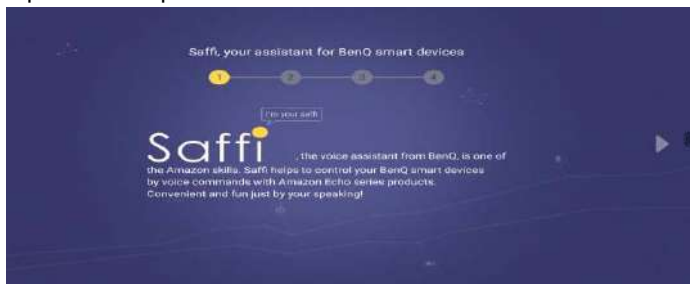 Saffi, your assistant for BenQ smart devices
1 2 3 4
I'm your saffi
Saffi, the voice assistant from BenQ, is one of
the Amazon skills. Saffi helps to control your BenQ smart devices
by voice commands with Amazon Echo series products.
Convenient and fun just by your speaking!